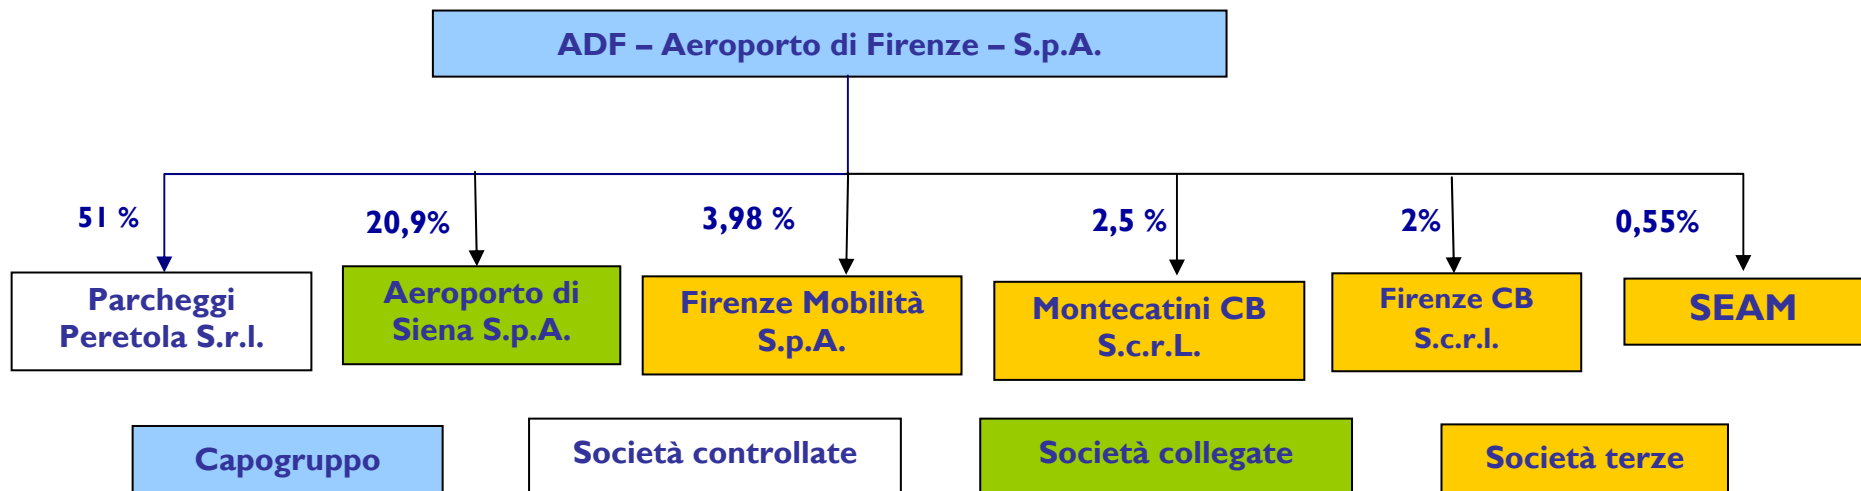 ADF – Aeroporto di Firenze – S.p.A.
51 %
20,9%
3,98 %
2,5 %
2%
0,55%
Parcheggi
Peretola S.r.l.
Aeroporto di
Siena S.p.A.
Firenze Mobilità
S.p.A.
Montecatini CB
S.c.r.L.
Firenze CB
S.c.r.l.
SEAM
Capogruppo
Società controllate
Società collegate
Società terze